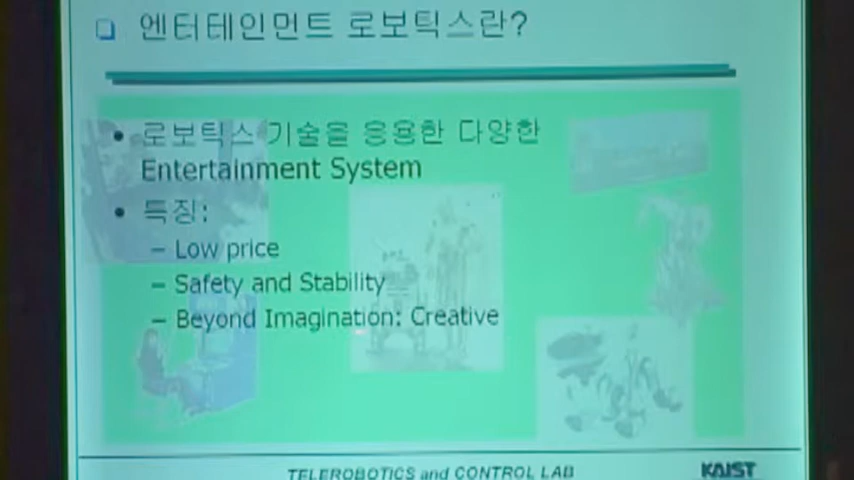 엔터테인먼트 로보틱스란?
• 로보틱스 기술을 응용한 다양한
Entertainment System
• 특징:
– Low price
– Safety and Stability
– Beyond Imagination: Creative
TELEROBOTICS and CONTROL LAB
KAIST